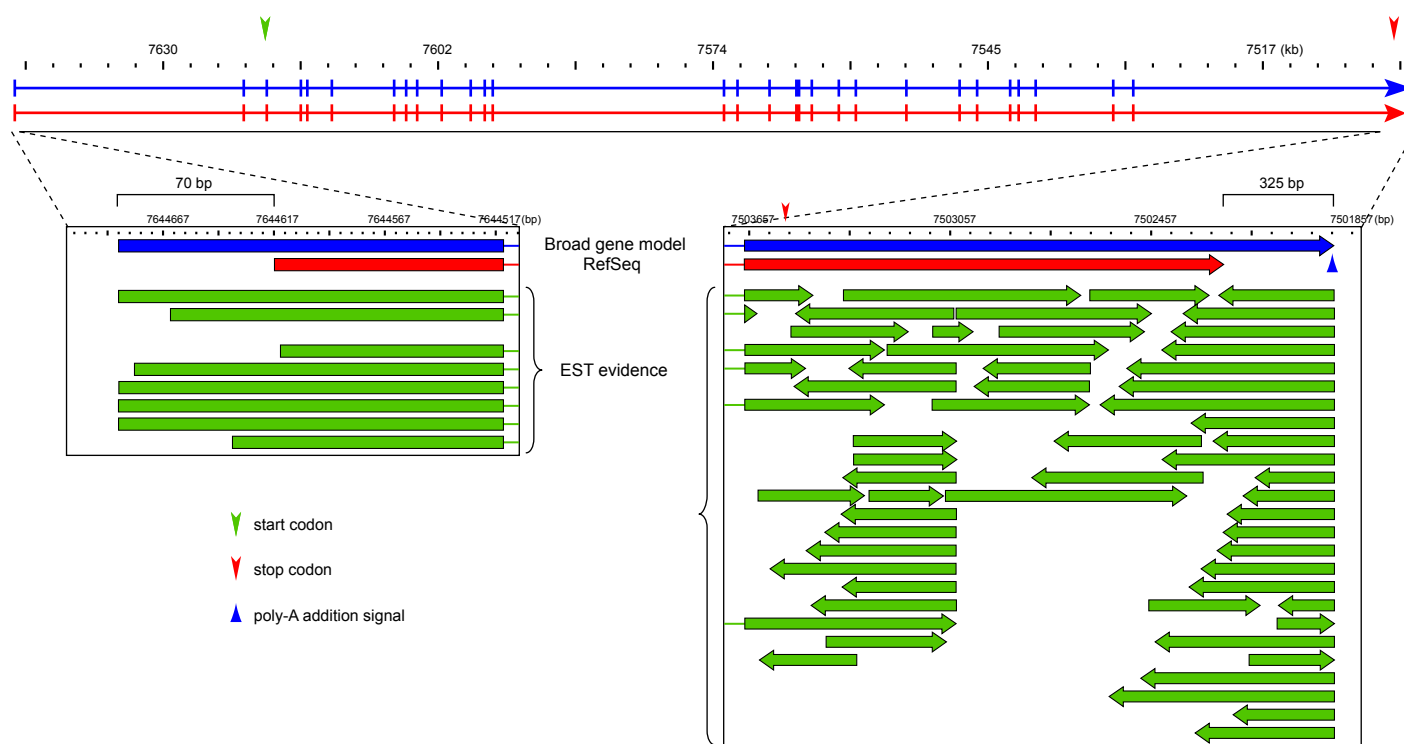 7630 7602 7574 7545 7517 (kb)
70 bp 325 bp
7644667 7644617 7644567 7644517(bp) 7503657 7503057 7502457 7501857(bp)
Broad gene model
RefSeq
EST evidence
start codon
stop codon
poly-A addition signal